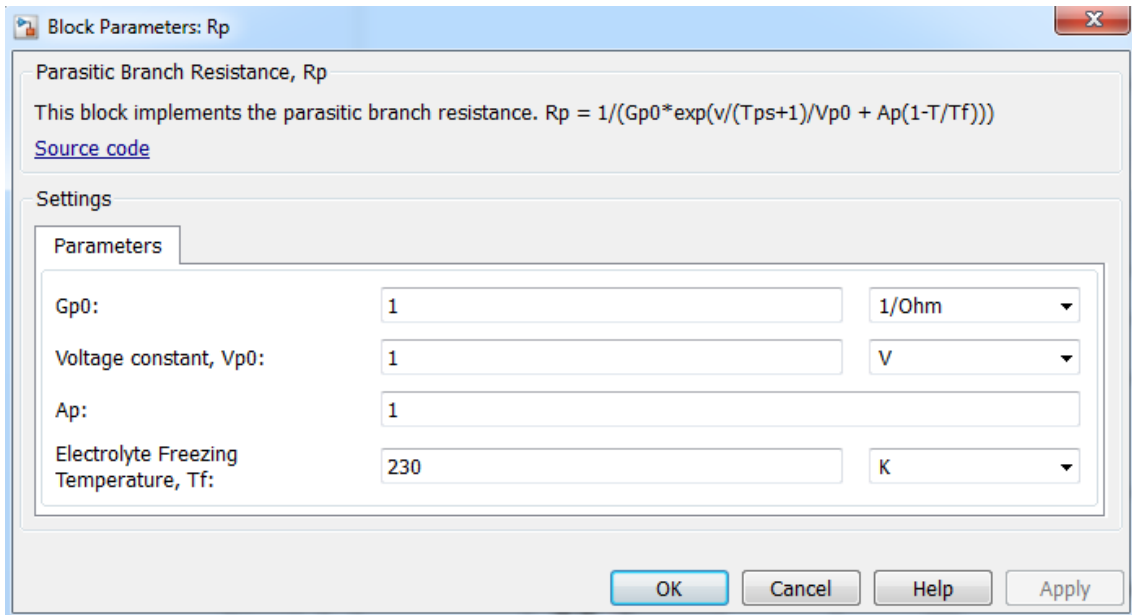 Block Parameters: Rp
Parasitic Branch Resistance, Rp
This block implements the parasitic branch resistance. Rp = 1/(Gp0*exp(v/(Tps+1)/Vp0 + Ap(1-T/Tf)))
Source code
Settings
Parameters
Gp0: 1 1/Ohm
Voltage constant, Vp0: 1 V
Ap: 1
Electrolyte Freezing
Temperature, Tf: 230 K
OK Cancel Help Apply